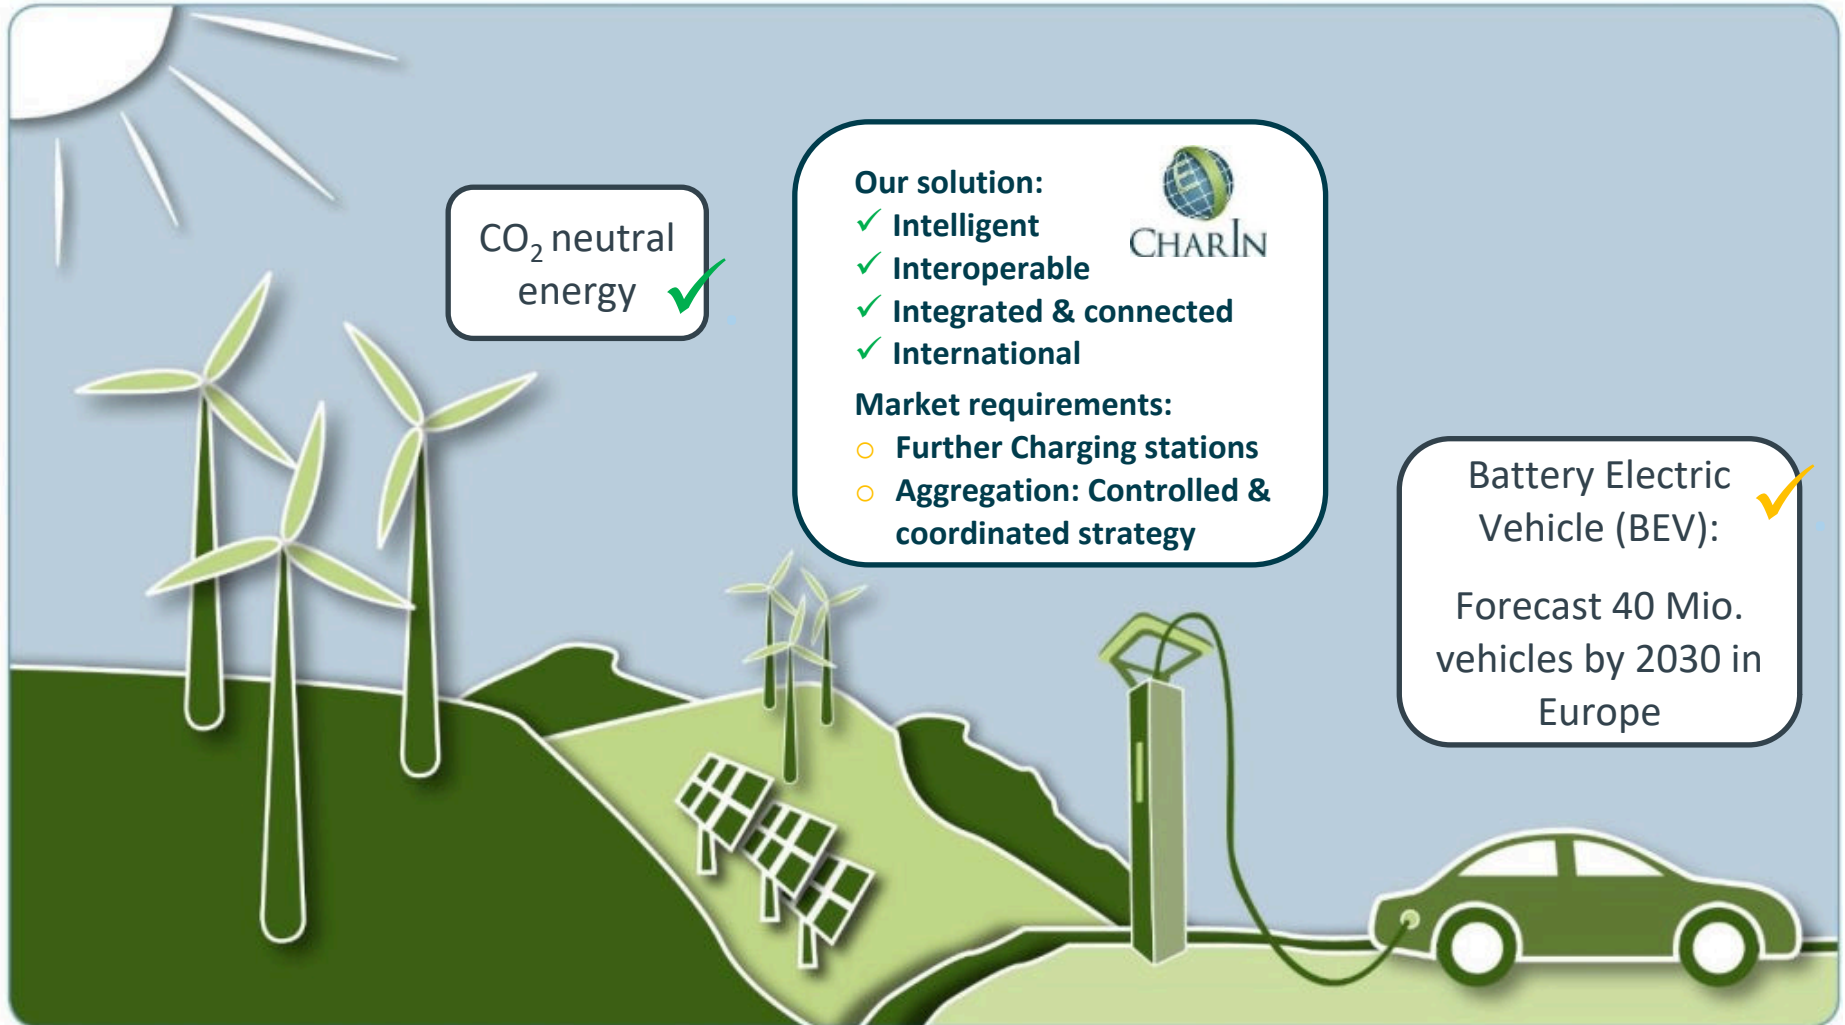 CO₂ neutral
energy
Our solution:
✓ Intelligent
✓ Interoperable
✓ Integrated & connected
✓ International
CHARIN
Market requirements:
o Further Charging stations
o Aggregation: Controlled &
coordinated strategy
Battery Electric
Vehicle (BEV):
Forecast 40 Mio.
vehicles by 2030 in
Europe